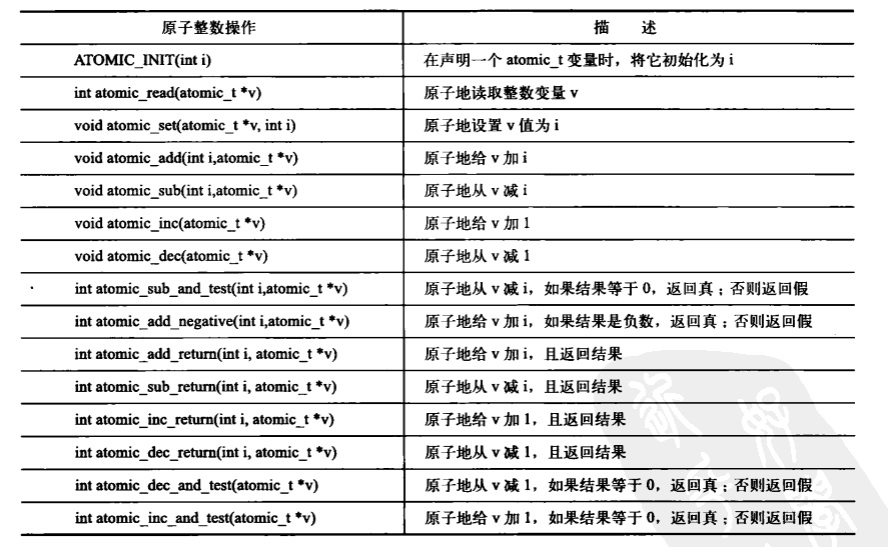 原子整数操作 描 述
ATOMIC_INIT(int i) 在声明一个 atomic_t 变量时，将它初始化为 i
int atomic_read(atomic_t *v) 原子地读取整数变量 v
void atomic_set(atomic_t *v, int i) 原子地设置 v 值为 i
void atomic_add(int i,atomic_t *v) 原子地给 v 加 i
void atomic_sub(int i,atomic_t *v) 原子地从 v 减 i
void atomic_inc(atomic_t *v) 原子地给 v 加 1
void atomic_dec(atomic_t *v) 原子地从 v 减 1
int atomic_sub_and_test(int i,atomic_t *v) 原子地从 v 减 i，如果结果等于 0，返回真；否则返回假
int atomic_add_negative(int i,atomic_t *v) 原子地给 v 加 i，如果结果是负数，返回真；否则返回假
int atomic_add_return(int i, atomic_t *v) 原子地给 v 加 i，且返回结果
int atomic_sub_return(int i, atomic_t *v) 原子地从 v 减 i，且返回结果
int atomic_inc_return(int i, atomic_t *v) 原子地给 v 加 1，且返回结果
int atomic_dec_return(int i, atomic_t *v) 原子地从 v 减 1，且返回结果
int atomic_dec_and_test(atomic_t *v) 原子地从 v 减 1，如果结果等于 0，返回真；否则返回假
int atomic_inc_and_test(atomic_t *v) 原子地给 v 加 1，如果结果等于 0，返回真；否则返回假